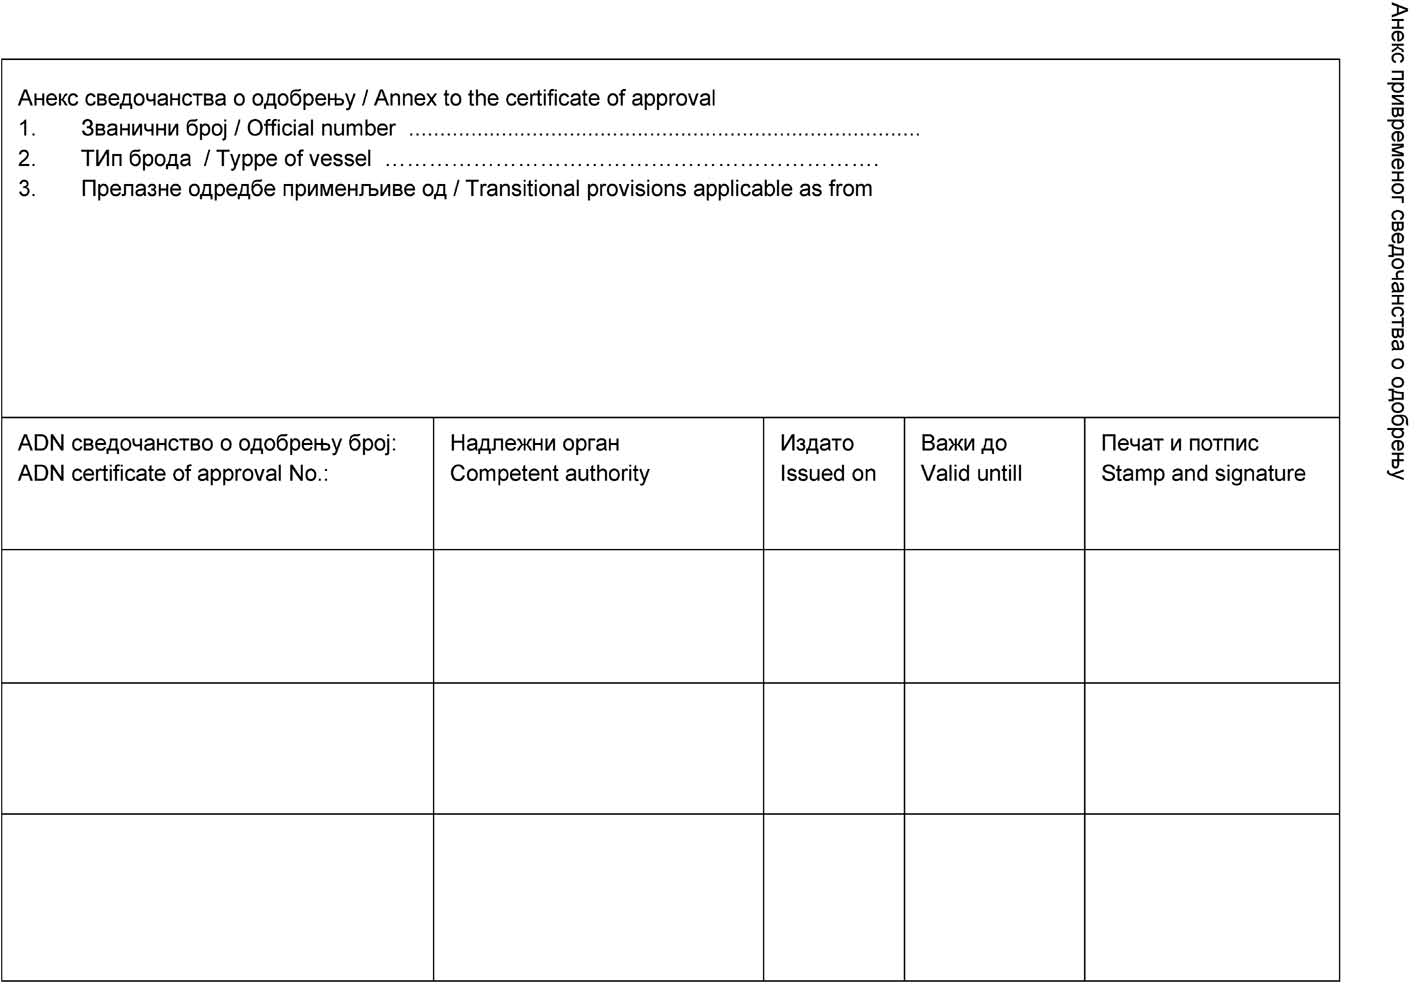 Анекс привременог сведочанства о одобрењу
Анекс сведочанства о одобрењу / Annex to the certificate of approval
1. Званични број / Official number ....................................................................................
2. ТИп брода / Typpe of vessel ………………………………………………………….
3. Прелазне одредбе применљиве од / Transitional provisions applicable as from
ADN сведочанство о одобрењу број:
ADN certificate of approval No.:
Надлежни орган
Competent authority
Издато
Issued on
Важи до
Valid untill
Печат и потпис
Stamp and signature